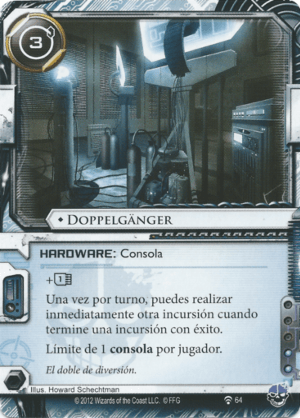 3
• DOPPELGÄNGER
HARDWARE: Consola
+1
Una vez por turno, puedes realizar
inmediatamente otra incursión cuando
termine una incursión con éxito.
Límite de 1 consola por jugador.
El doble de diversión.
Illus. Howard Schechtman
©2012 Wizards of the Coast LLC. ©FFG 64